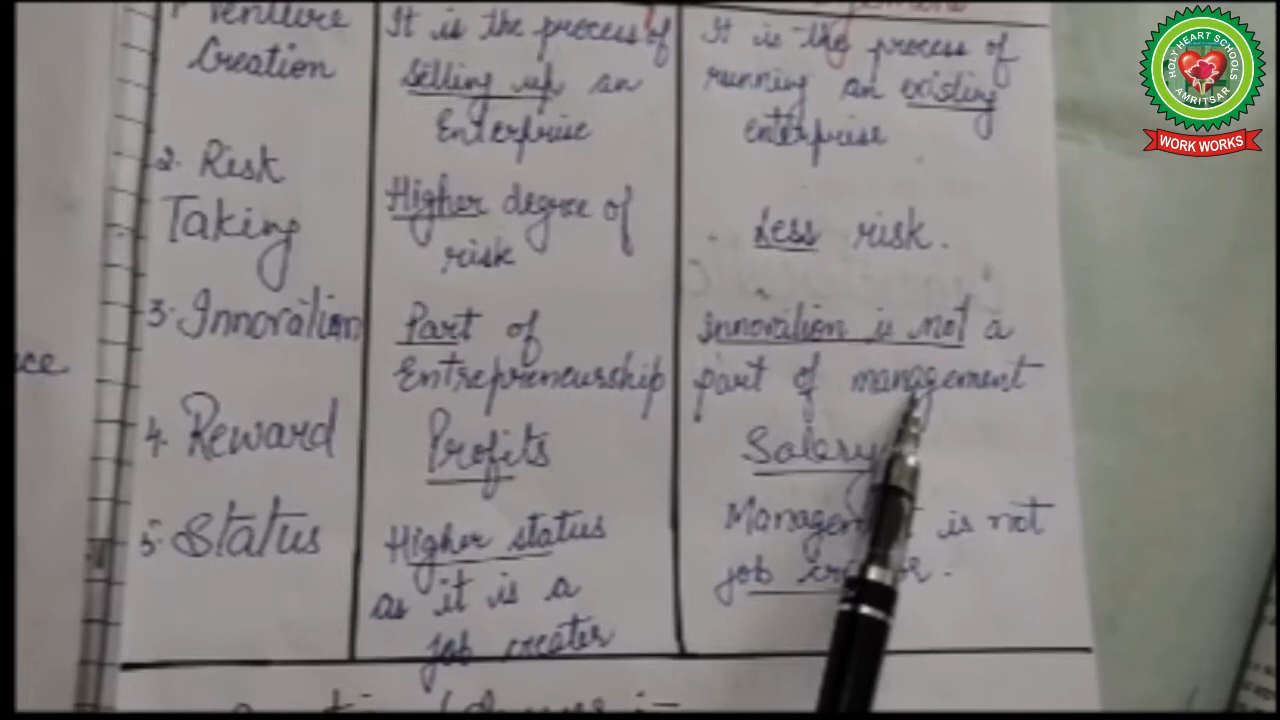 1. Venture
Creation
It is the process of
setting up an
Enterprise
It is the process of
running an existing
enterprise
2. Risk
Taking
Higher degree of
risk
Less risk.
3. Innovation
Part of
Entrepreneurship
innovation is not a
part of management
4. Reward
Profits
Salary
5. Status
Higher status
as it is a
job creater
Management is not
job
HOLY HEART SCHOOLS
AMRITSAR
WORK WORKS